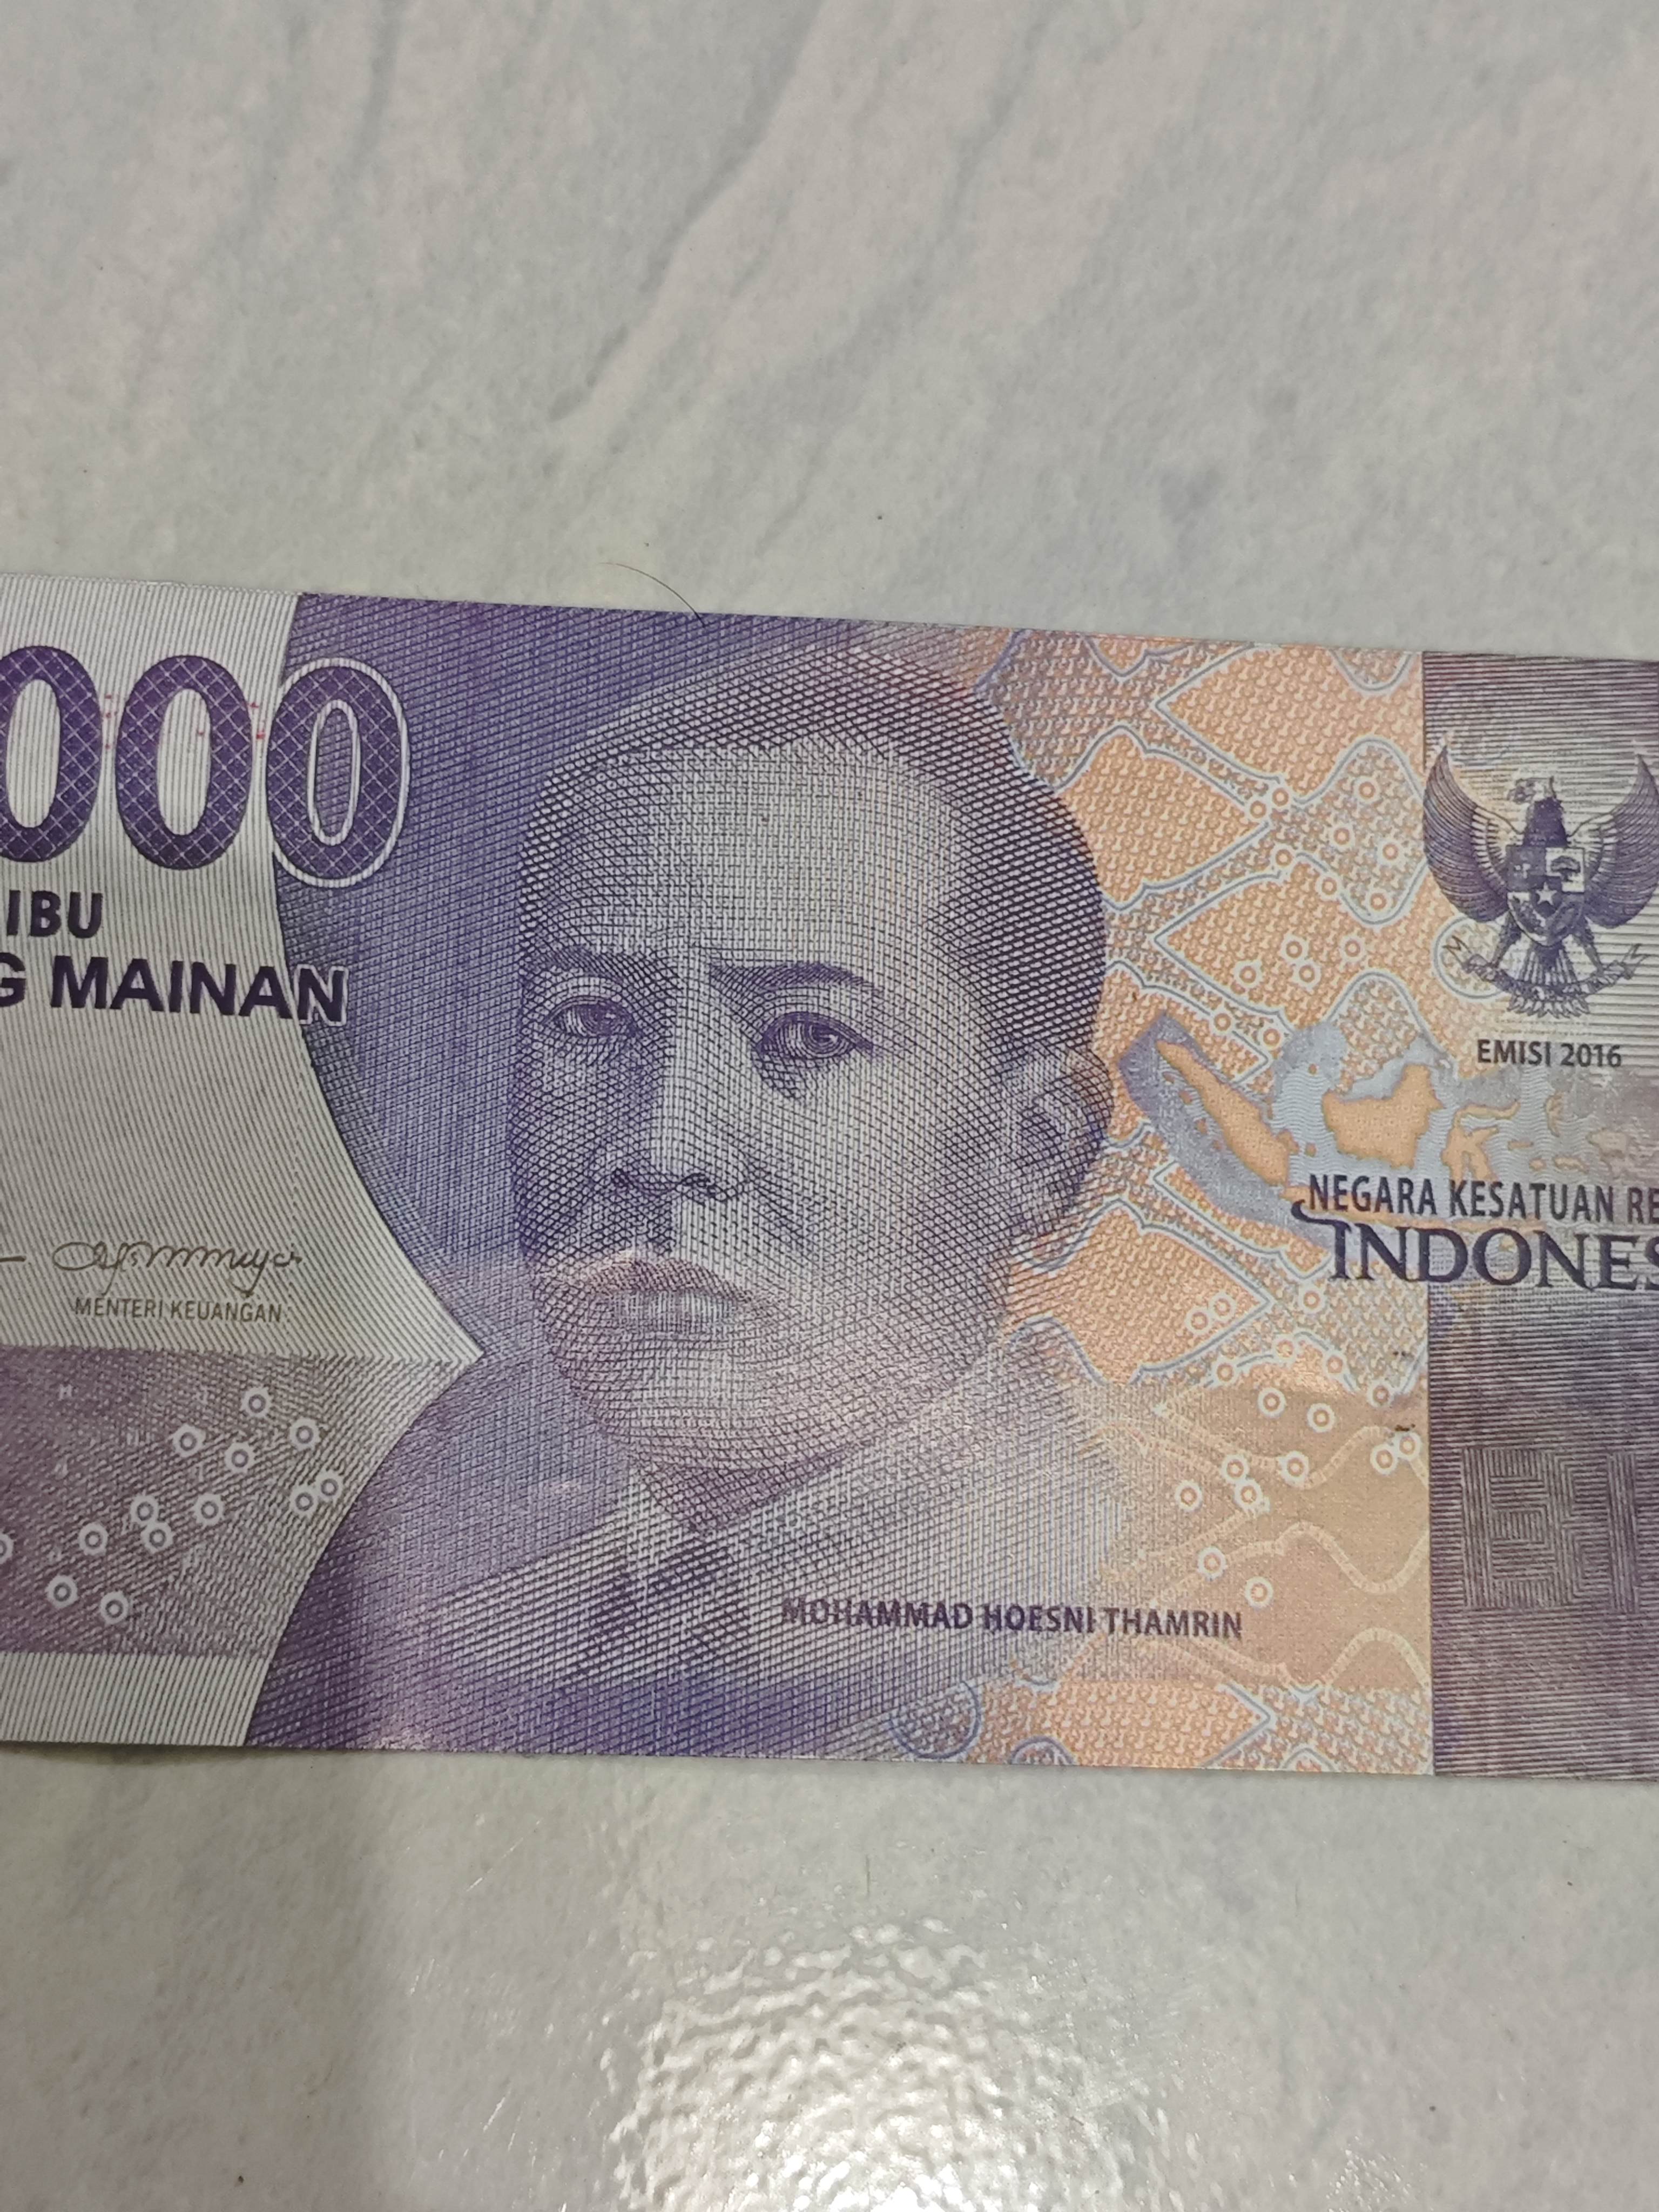 000
IBU
G MAINAN
MENTERI KEUANGAN
EMISI 2016
NEGARA KESATUAN RE
INDONES
MOHAMMAD HOESNI THAMRIN